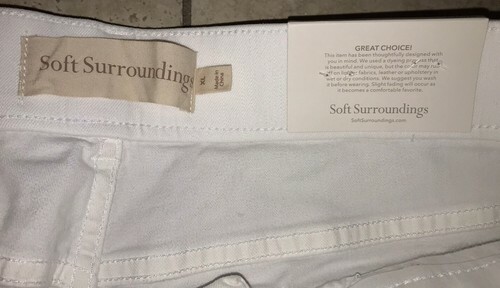 Soft Surroundings
XL
Made in
China
GREAT CHOICE!
This item has been thoughtfully designed with
you in mind. We used a dyeing process that
is beautiful and unique, but the color may rub
off on lighter fabrics, leather or upholstery in
wet or dry conditions. We suggest you wash
it before wearing. Slight fading will occur as
it becomes a comfortable favorite.
Soft Surroundings
SoftSurroundings.com